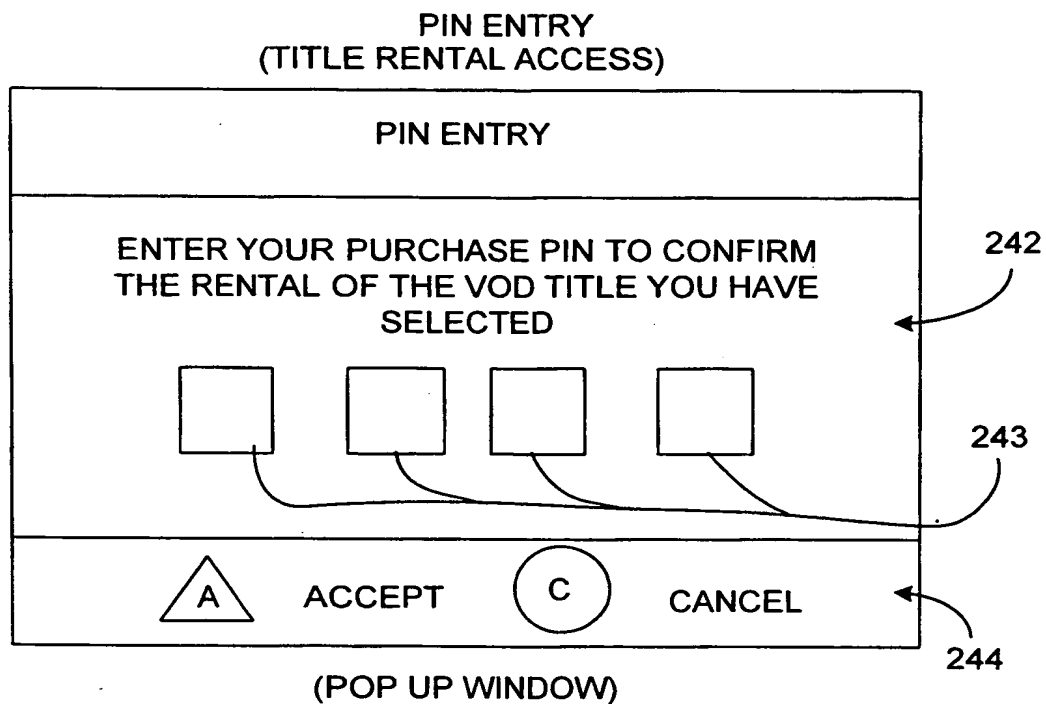 PIN ENTRY
(TITLE RENTAL ACCESS)
PIN ENTRY
ENTER YOUR PURCHASE PIN TO CONFIRM
THE RENTAL OF THE VOD TITLE YOU HAVE
SELECTED
242
243
A ACCEPT C CANCEL
244
(POP UP WINDOW)